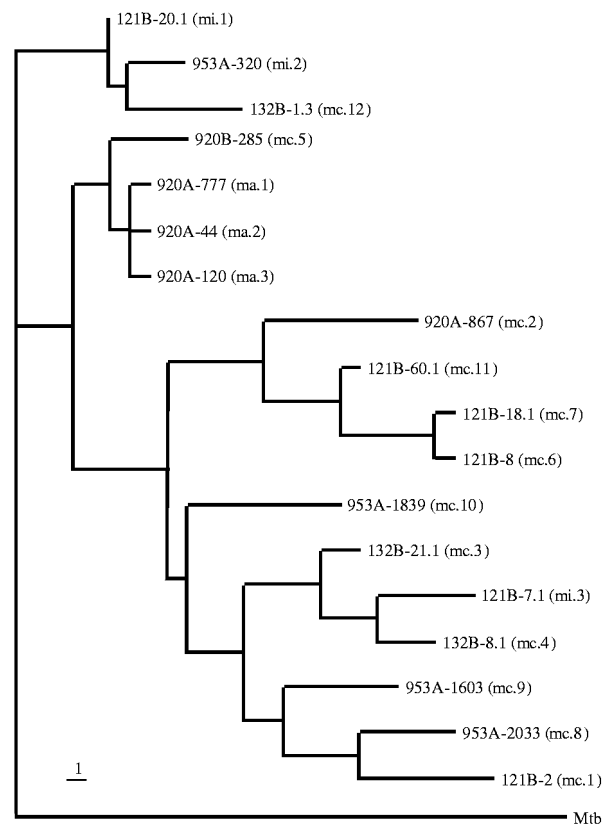 121B-20.1 (mi.1)
953A-320 (mi.2)
132B-1.3 (mc.12)
920B-285 (mc.5)
920A-777 (ma.1)
920A-44 (ma.2)
920A-120 (ma.3)
920A-867 (mc.2)
121B-60.1 (mc.11)
121B-18.1 (mc.7)
121B-8 (mc.6)
953A-1839 (mc.10)
132B-21.1 (mc.3)
121B-7.1 (mi.3)
132B-8.1 (mc.4)
953A-1603 (mc.9)
953A-2033 (mc.8)
1
121B-2 (mc.1)
Mtb